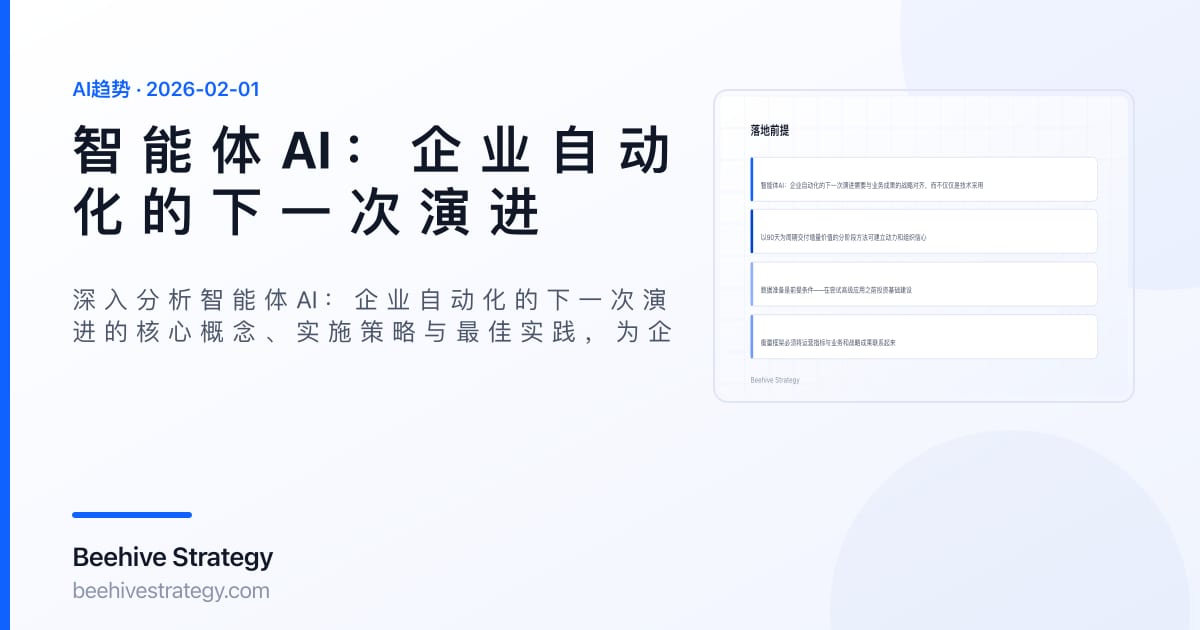 AI趋势 · 2026-02-01
智能体AI：企业自动
化的下一次演进
深入分析智能体AI：企业自动化的下一次演
进的核心概念、实施策略与最佳实践，为企
落地前提
智能体AI：企业自动化的下一次演进需要与业务成果的战略对齐，而不仅仅是技术采用
以90天为周期交付增量价值的分阶段方法可建立动力和组织信心
数据准备是前提条件——在尝试高级应用之前投资基础建设
衡量框架必须将运营指标与业务和战略成果联系起来
Beehive Strategy
Beehive Strategy
beehivestrategy.com